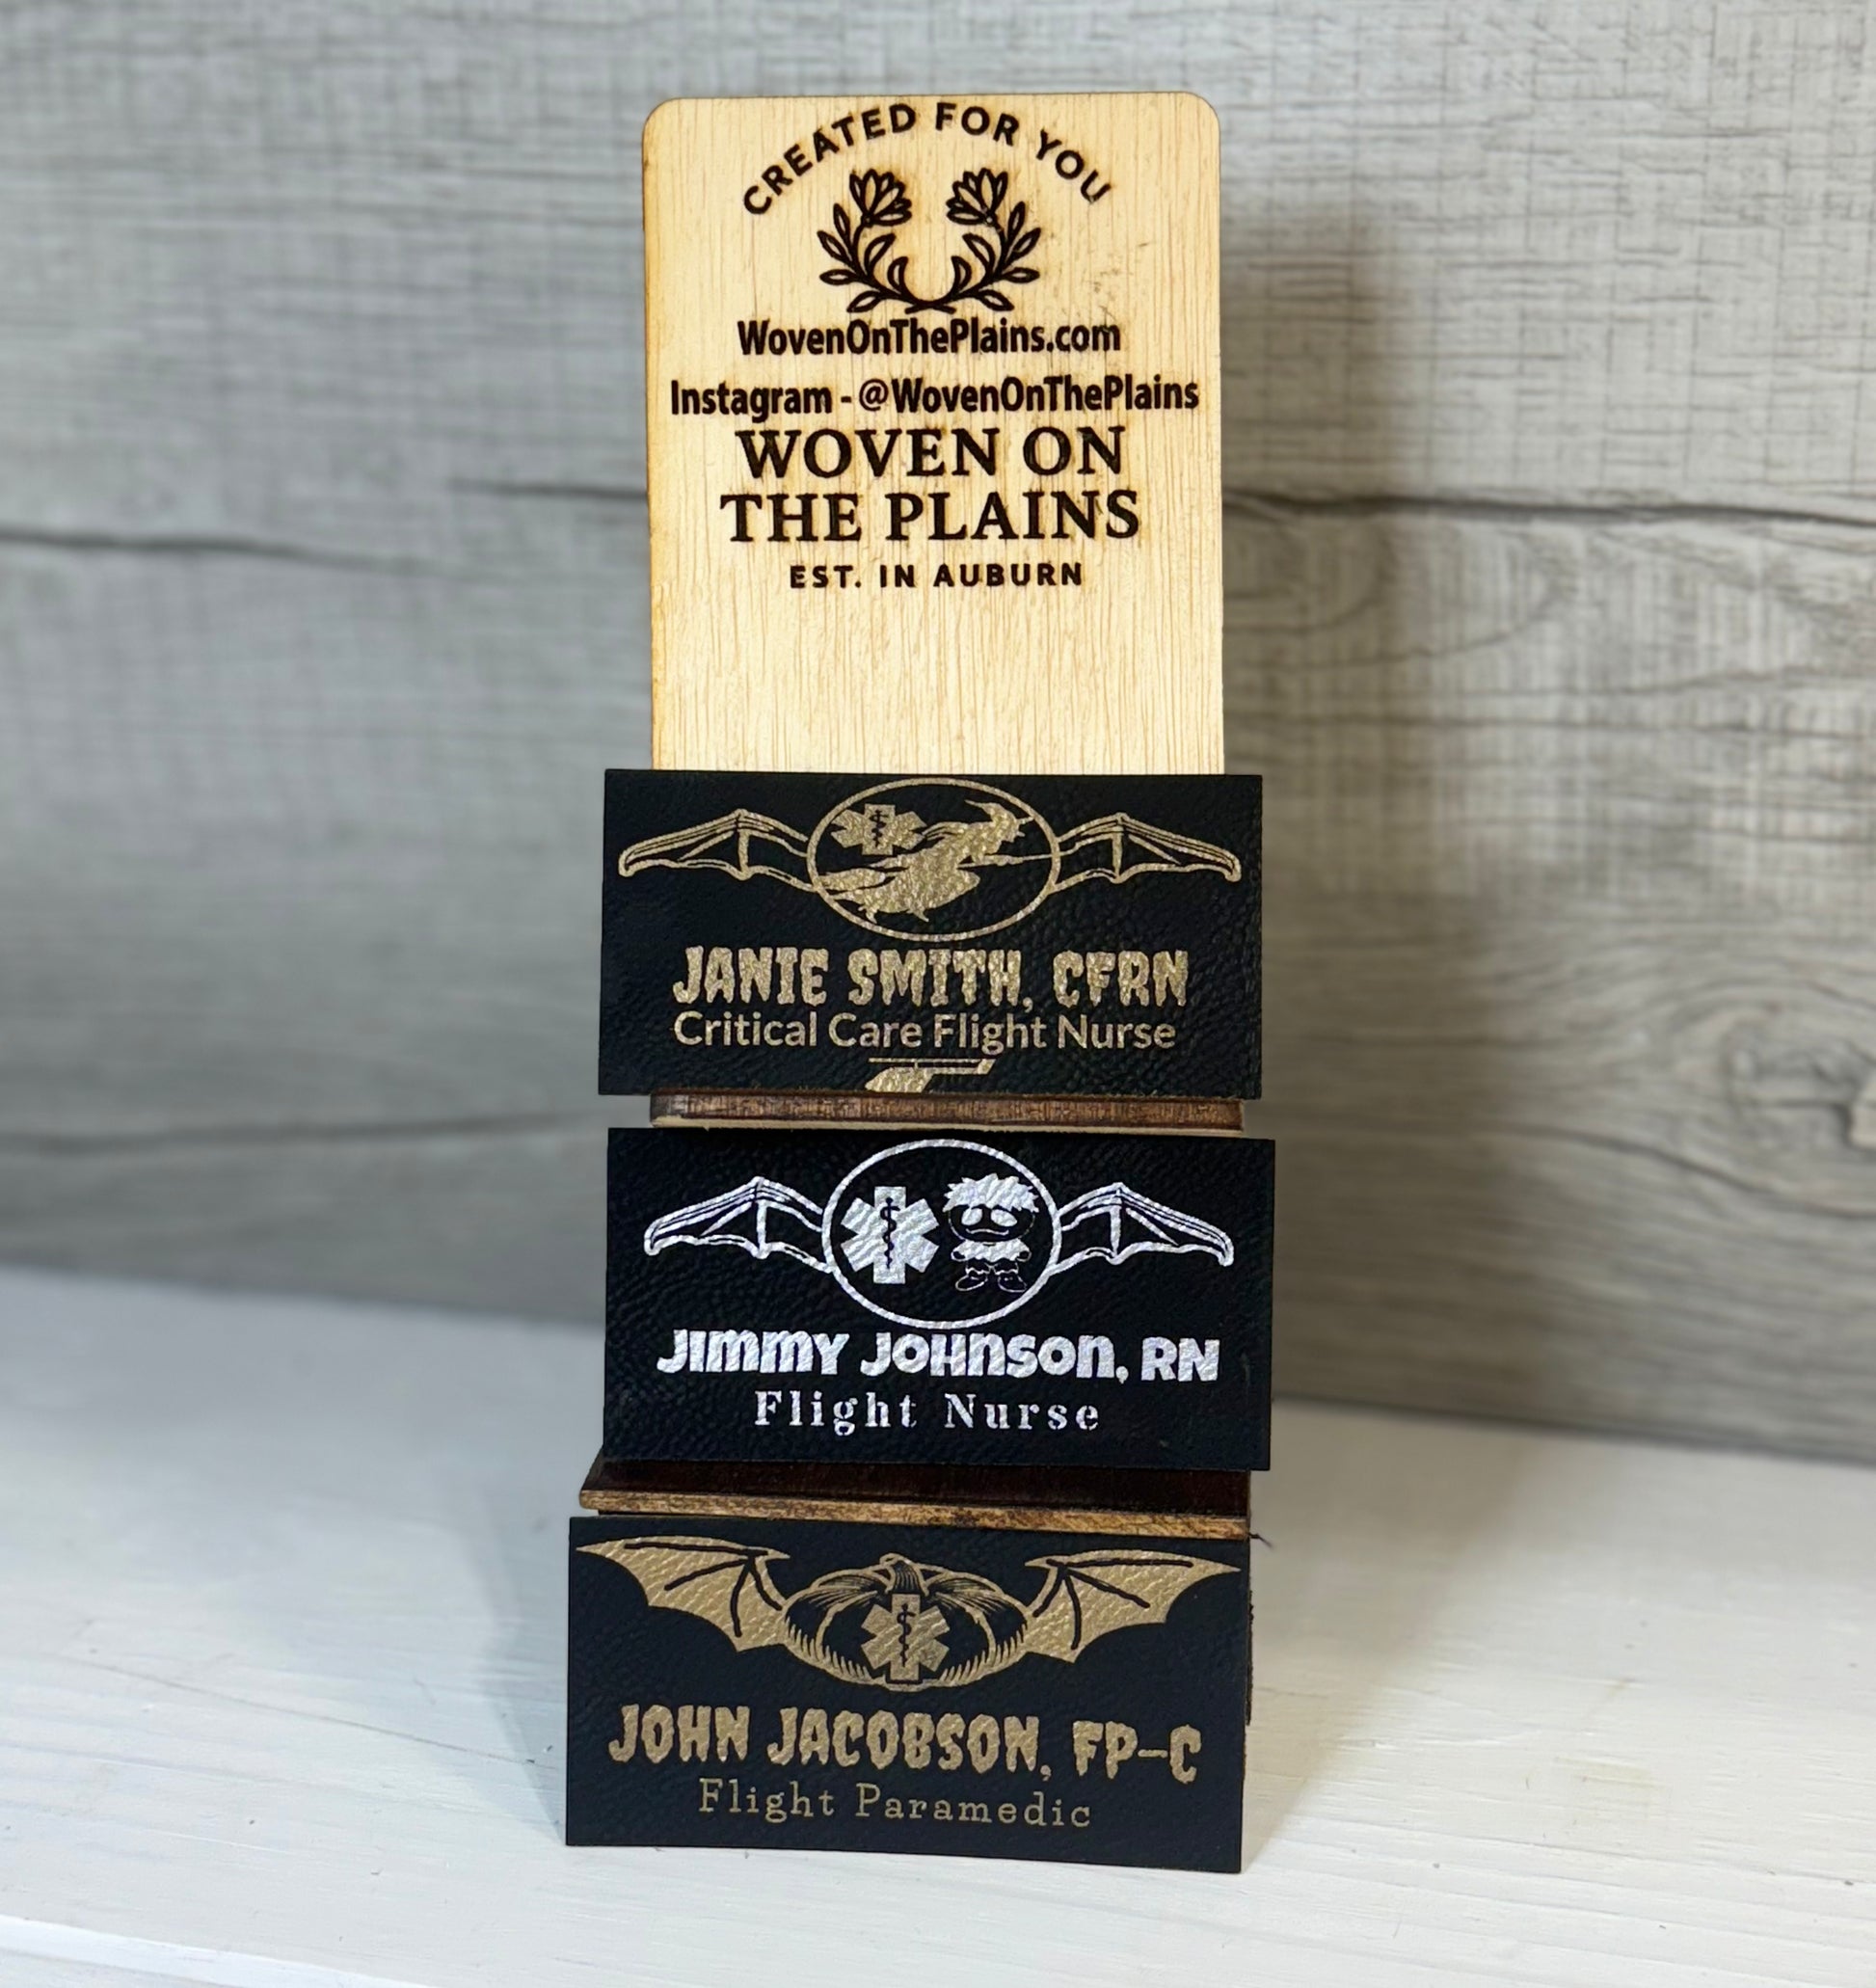 CREATED FOR YOU
WovenOnThePlains.com
Instagram - @WovenOnThePlains
WOVEN ON
THE PLAINS
EST. IN AUBURN
JANIE SMITH, CFRN
Critical Care Flight Nurse
JIMMY JOHNSON, RN
Flight Nurse
JOHN JACOBSON, FP-C
Flight Paramedic